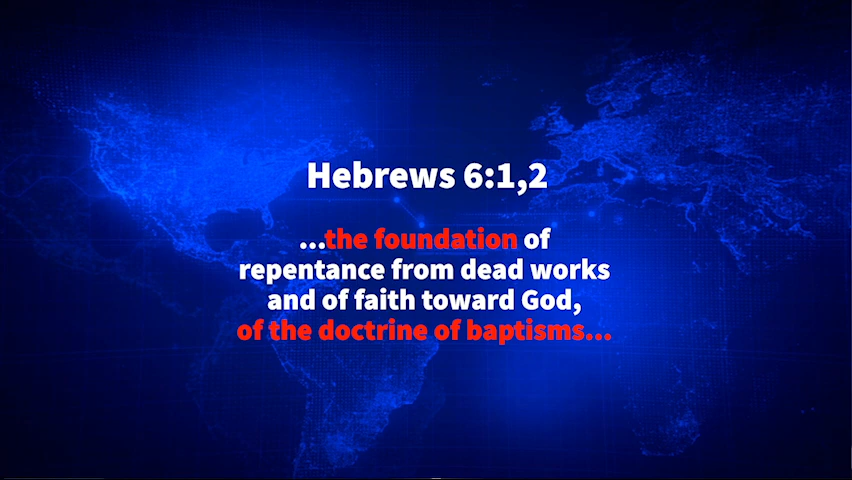 Hebrews 6:1,2
...the foundation of
repentance from dead works
and of faith toward God,
of the doctrine of baptisms...